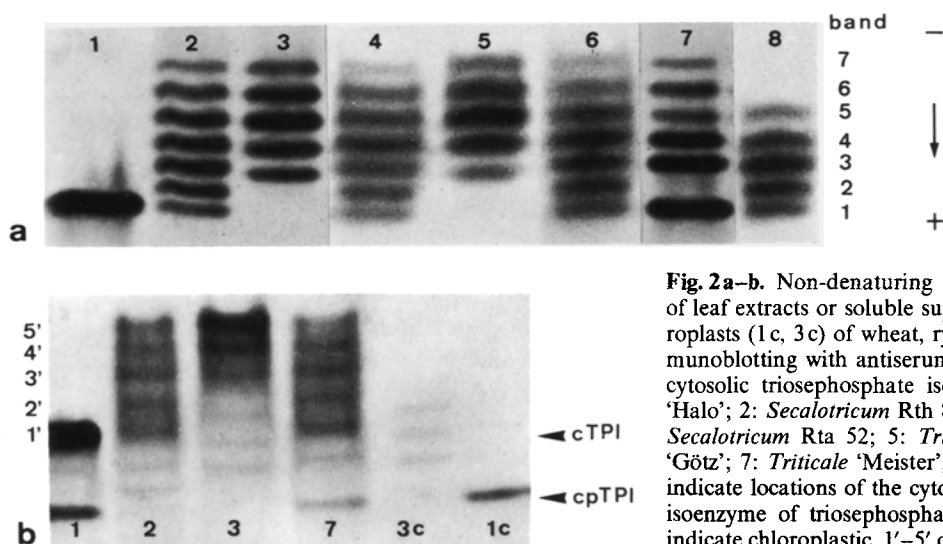 1 2 3 4 5 6 7 8 band −
7
6
5
4
3
2
1 +
a
5'
4'
3'
2'
1'
cTPI
cpTPI
b 1 2 3 7 3c 1c
Fig. 2a–b. Non-denaturing
of leaf extracts or soluble su
roplasts (1c, 3c) of wheat, r
munoblotting with antiserun
cytosolic triosephosphate iso
'Halo'; 2: Secalotricum Rth
Secalotricum Rta 52; 5: Tr
'Götz'; 7: Triticale 'Meister'
indicate locations of the cyto
isoenzyme of triosephospha
indicate chloroplastic, 1'–5'